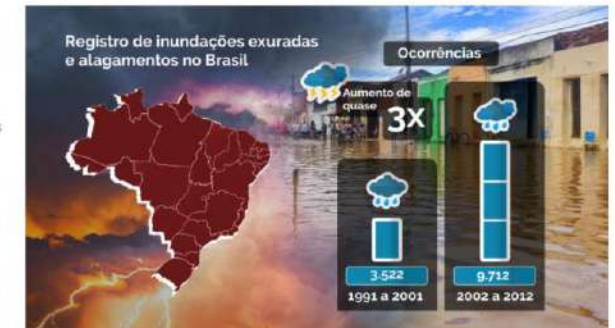 Registro de inundações exuradas
e alagamentos no Brasil
Ocorrências
Aumento de
quase 3X
3.522
1991 a 2001
9.712
2002 a 2012